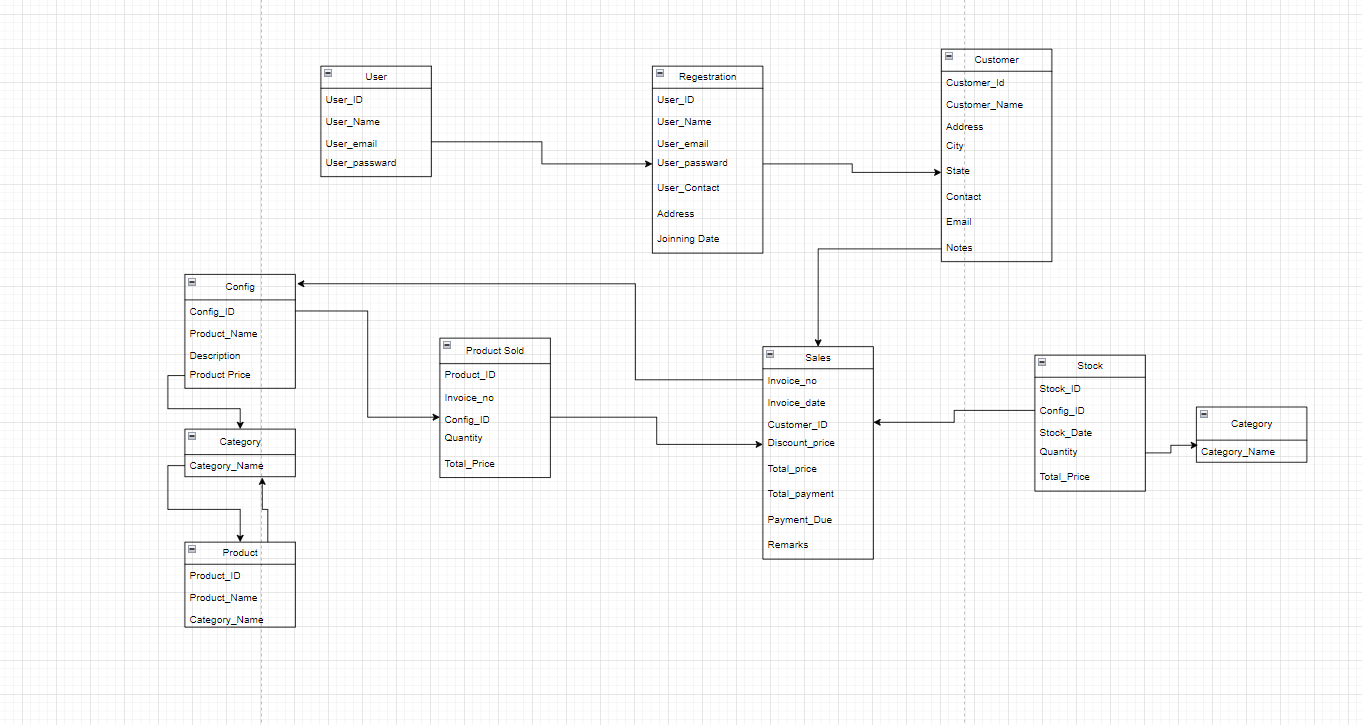 User
User_ID
User_Name
User_email
User_passward
Regestration
User_ID
User_Name
User_email
User_passward
User_Contact
Address
Joinning Date
Customer
Customer_Id
Customer_Name
Address
City
State
Contact
Email
Notes
Config
Config_ID
Product_Name
Description
Product Price
Product Sold
Product_ID
Invoice_no
Config_ID
Quantity
Total_Price
Sales
Invoice_no
Invoice_date
Customer_ID
Discount_price
Total_price
Total_payment
Payment_Due
Remarks
Stock
Stock_ID
Config_ID
Stock_Date
Quantity
Total_Price
Category
Category_Name
Category
Category_Name
Product
Product_ID
Product_Name
Category_Name